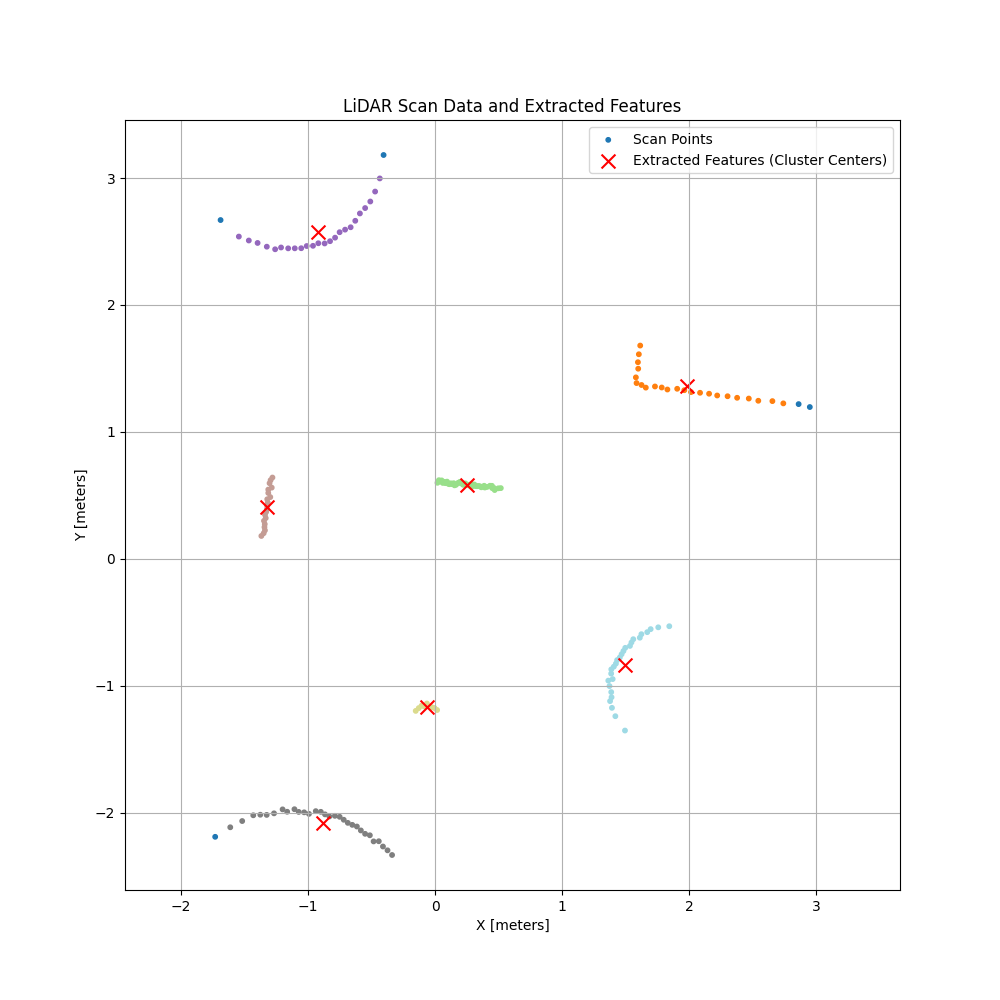 LiDAR Scan Data and Extracted Features
Scan Points
Extracted Features (Cluster Centers)
3
2
1
0
−1
−2
Y [meters]
−2 −1 0 1 2 3
X [meters]